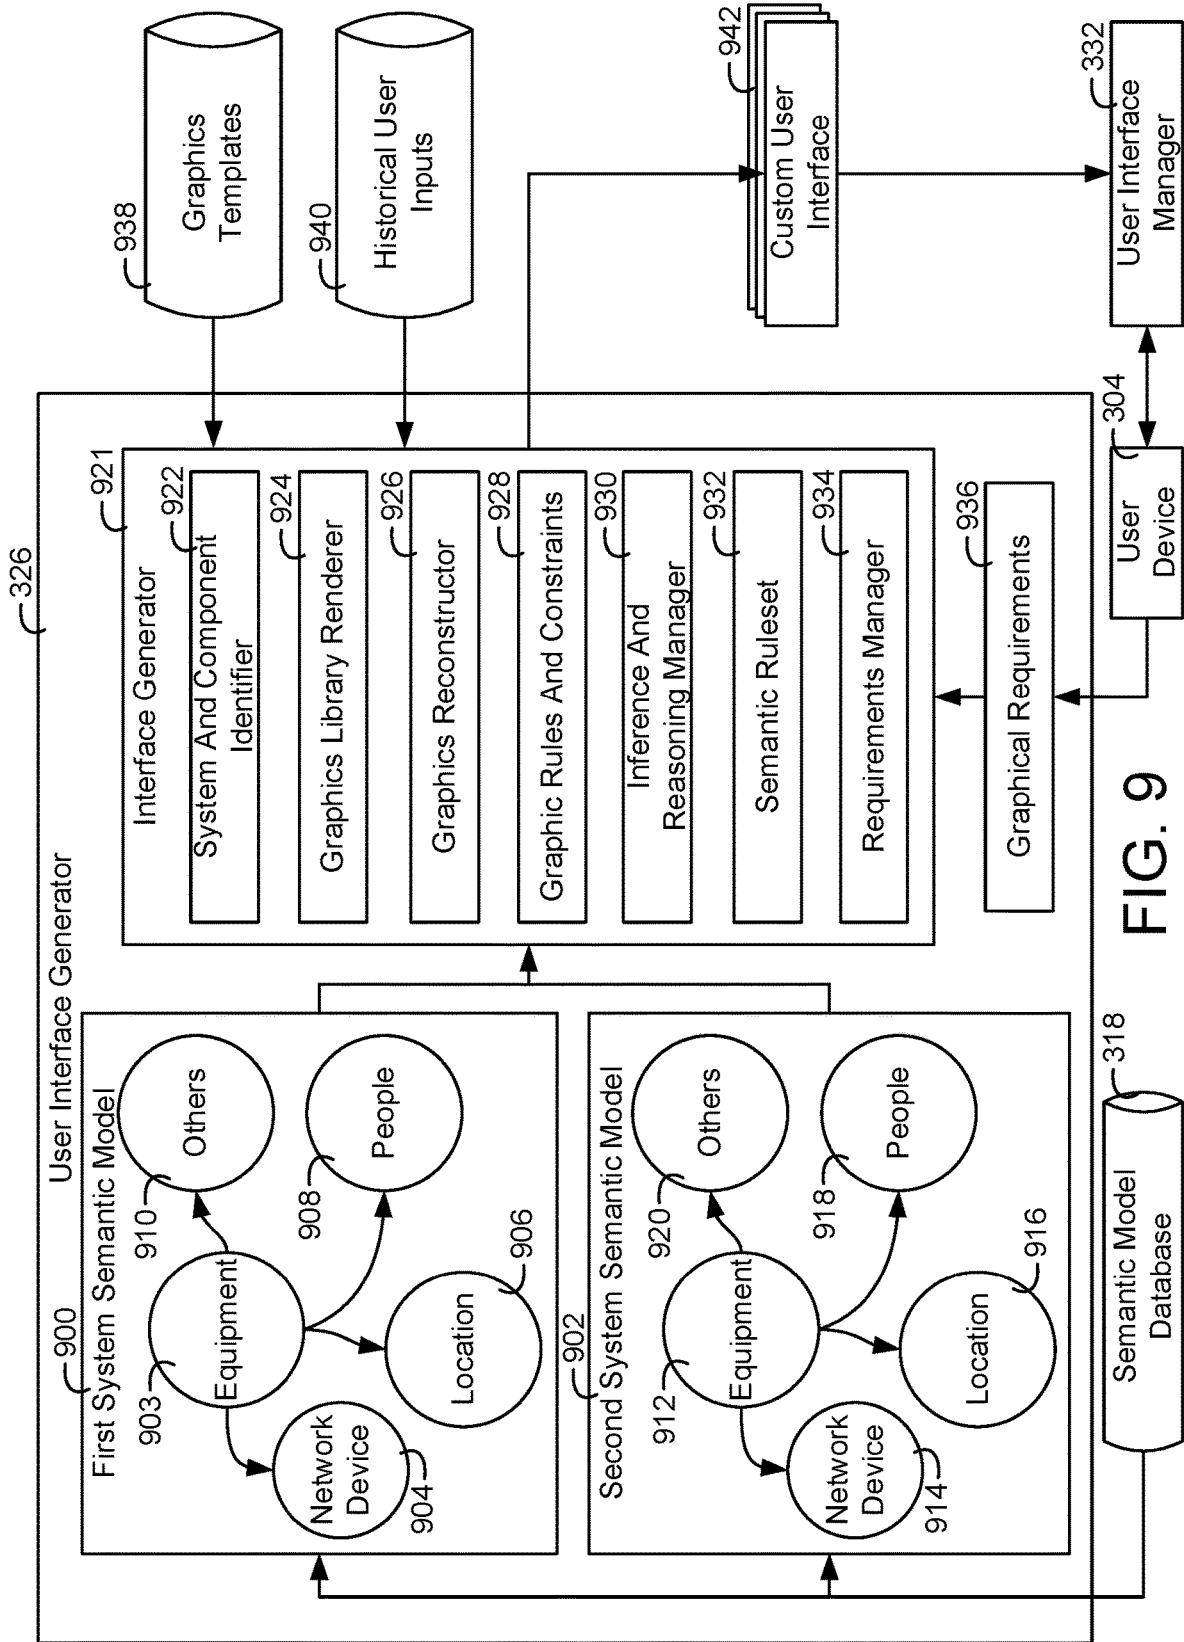 326
User Interface Generator
900
First System Semantic Model
903
Equipment
910
Others
908
People
906
Location
Network
Device
904
902
Second System Semantic Model
912
Equipment
920
Others
918
People
916
Location
Network
Device
914
Semantic Model
Database
318
921
Interface Generator
922
System And Component
Identifier
924
Graphics Library Renderer
926
Graphics Reconstructor
928
Graphic Rules And Constraints
930
Inference And
Reasoning Manager
932
Semantic Ruleset
934
Requirements Manager
936
Graphical Requirements
304
User
Device
938
Graphics
Templates
940
Historical User
Inputs
942
Custom User
Interface
332
User Interface
Manager
FIG. 9